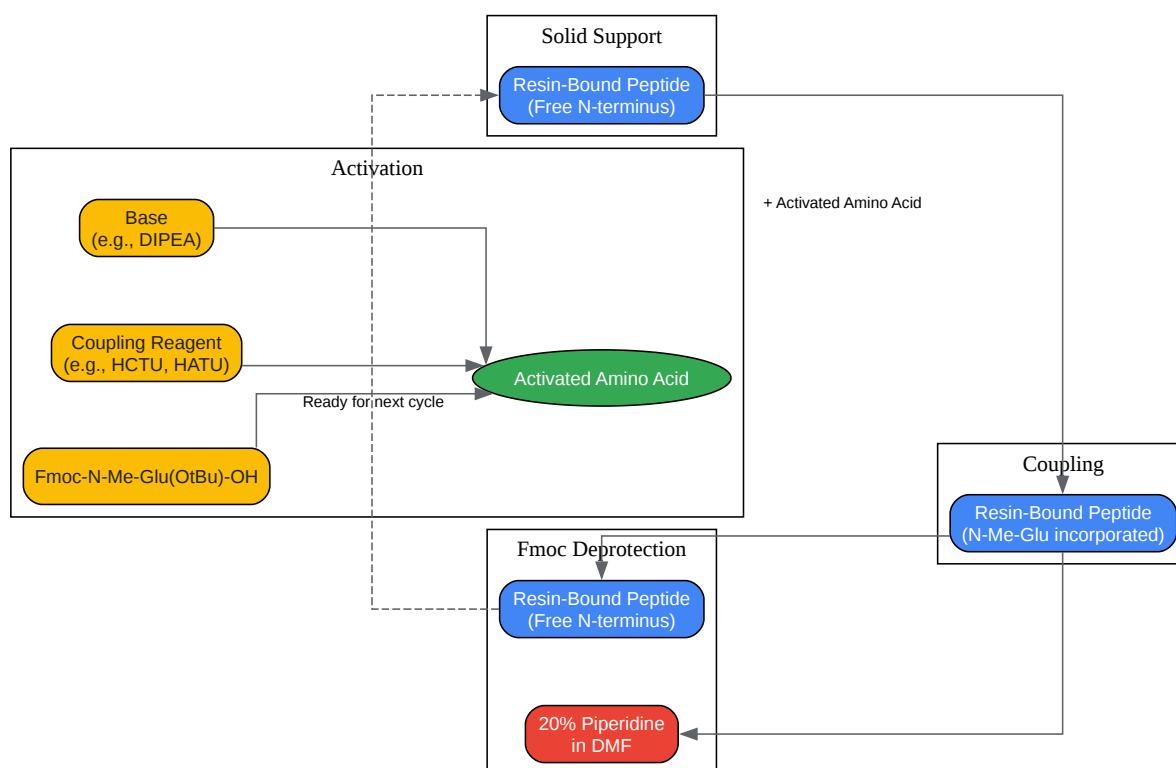 Solid Support
Resin-Bound Peptide
(Free N-terminus)
Activation
Base
(e.g., DIPEA)
+ Activated Amino Acid
Coupling Reagent
(e.g., HCTU, HATU)
Activated Amino Acid
Ready for next cycle
Fmoc-N-Me-Glu(OtBu)-OH
Coupling
Resin-Bound Peptide
(N-Me-Glu incorporated)
Fmoc Deprotection
Resin-Bound Peptide
(Free N-terminus)
20% Piperidine
in DMF